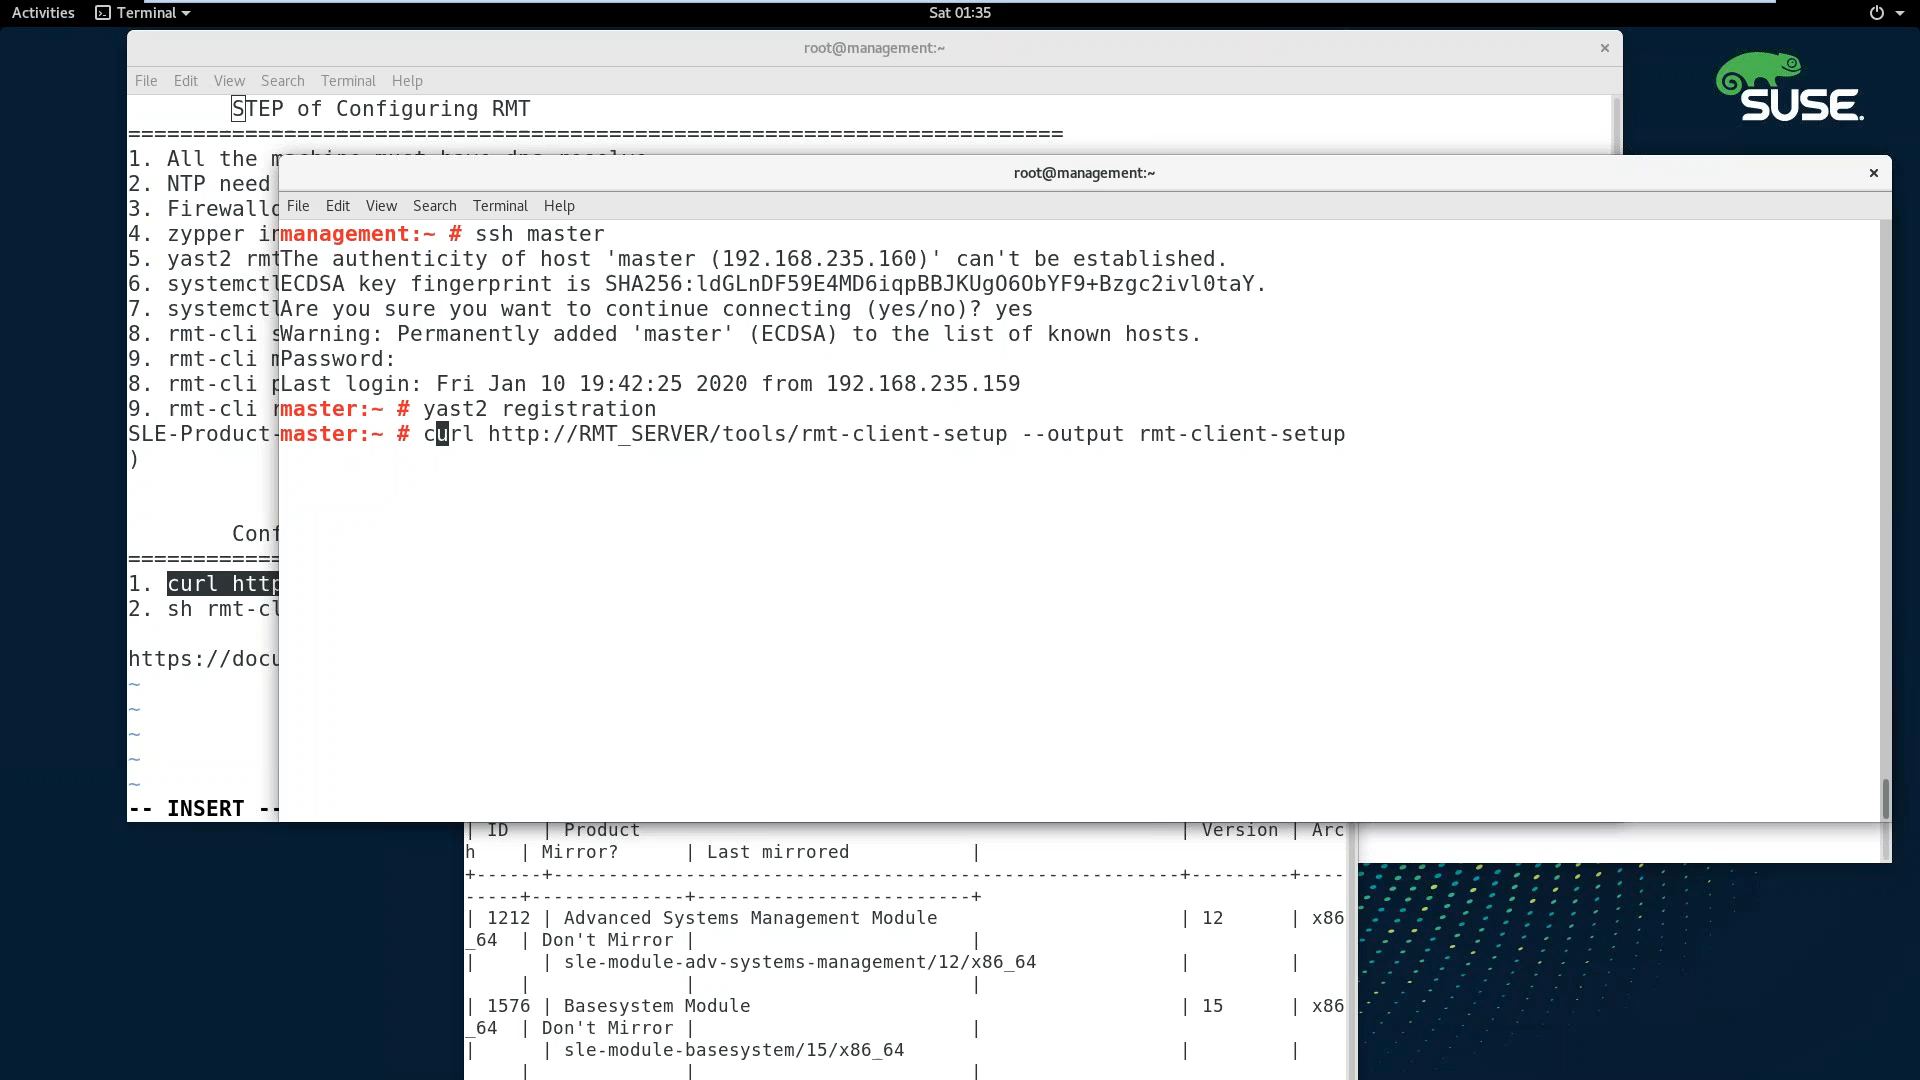 Activities Terminal Sat 01:35
root@management:~
File Edit View Search Terminal Help
STEP of Configuring RMT
========================================================================
1. All the
2. NTP need
3. Firewalld
4. zypper in
5. yast2 rmt
6. systemctl
7. systemctl
8. rmt-cli s
9. rmt-cli m
8. rmt-cli p
9. rmt-cli r
SLE-Product-
)
Conf
============
1. curl http
2. sh rmt-cl
https://docu
~
~
~
~
~
-- INSERT --
root@management:~
File Edit View Search Terminal Help
management:~ # ssh master
The authenticity of host 'master (192.168.235.160)' can't be established.
ECDSA key fingerprint is SHA256:ldGLnDF59E4MD6iqpBBJKUgO6ObYF9+Bzgc2ivl0taY.
Are you sure you want to continue connecting (yes/no)? yes
Warning: Permanently added 'master' (ECDSA) to the list of known hosts.
Password:
Last login: Fri Jan 10 19:42:25 2020 from 192.168.235.159
master:~ # yast2 registration
master:~ # curl http://RMT_SERVER/tools/rmt-client-setup --output rmt-client-setup
| ID | Product | Version | Arc
h | Mirror? | Last mirrored |
+------+---------------------------------------------------------+---------+----
-----+--------------+-------------------------+
| 1212 | Advanced Systems Management Module | 12 | x86
_64 | Don't Mirror | |
| | sle-module-adv-systems-management/12/x86_64 | |
| | |
| 1576 | Basesystem Module | 15 | x86
_64 | Don't Mirror | |
| | sle-module-basesystem/15/x86_64 | |
| | |
SUSE.